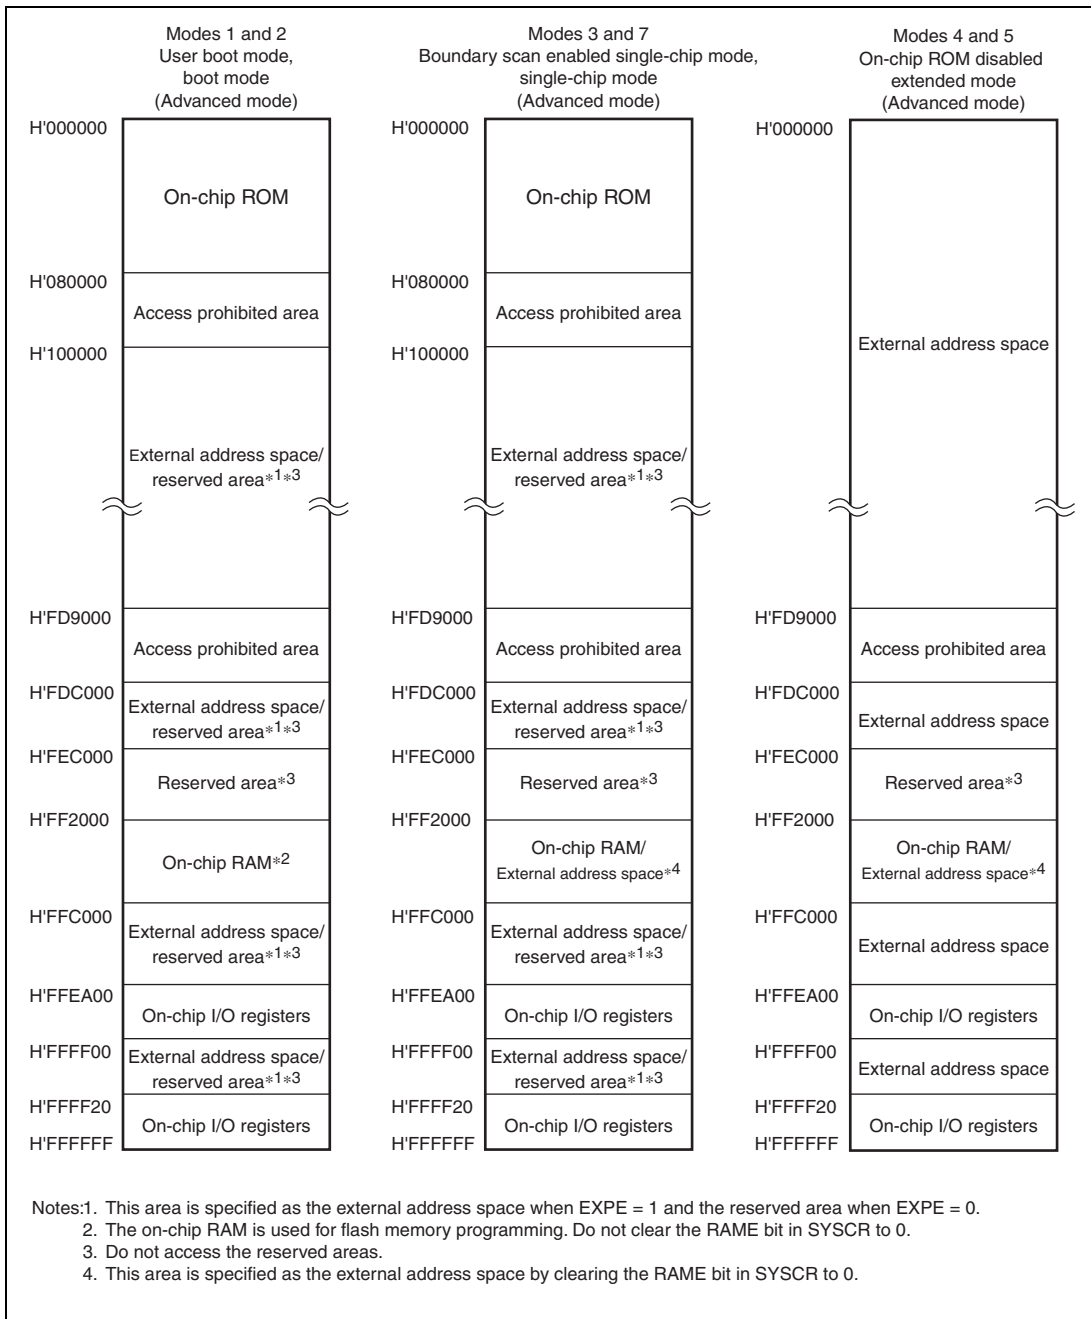 Modes 1 and 2
User boot mode,
boot mode
(Advanced mode)
H'000000
On-chip ROM
H'080000
Access prohibited area
H'100000
External address space/
reserved area*1*3
H'FD9000
Access prohibited area
H'FDC000
External address space/
reserved area*1*3
H'FEC000
Reserved area*3
H'FF2000
On-chip RAM*2
H'FFC000
External address space/
reserved area*1*3
H'FFEA00
On-chip I/O registers
H'FFFF00
External address space/
reserved area*1*3
H'FFFF20
On-chip I/O registers
H'FFFFFF
Modes 3 and 7
Boundary scan enabled single-chip mode,
single-chip mode
(Advanced mode)
H'000000
On-chip ROM
H'080000
Access prohibited area
H'100000
External address space/
reserved area*1*3
H'FD9000
Access prohibited area
H'FDC000
External address space/
reserved area*1*3
H'FEC000
Reserved area*3
H'FF2000
On-chip RAM/
External address space*4
H'FFC000
External address space/
reserved area*1*3
H'FFEA00
On-chip I/O registers
H'FFFF00
External address space/
reserved area*1*3
H'FFFF20
On-chip I/O registers
H'FFFFFF
Modes 4 and 5
On-chip ROM disabled
extended mode
(Advanced mode)
H'000000
External address space
H'FD9000
Access prohibited area
H'FDC000
External address space
H'FEC000
Reserved area*3
H'FF2000
On-chip RAM/
External address space*4
H'FFC000
External address space
H'FFEA00
On-chip I/O registers
H'FFFF00
External address space
H'FFFF20
On-chip I/O registers
H'FFFFFF
Notes:1. This area is specified as the external address space when EXPE = 1 and the reserved area when EXPE = 0.
2. The on-chip RAM is used for flash memory programming. Do not clear the RAME bit in SYSCR to 0.
3. Do not access the reserved areas.
4. This area is specified as the external address space by clearing the RAME bit in SYSCR to 0.